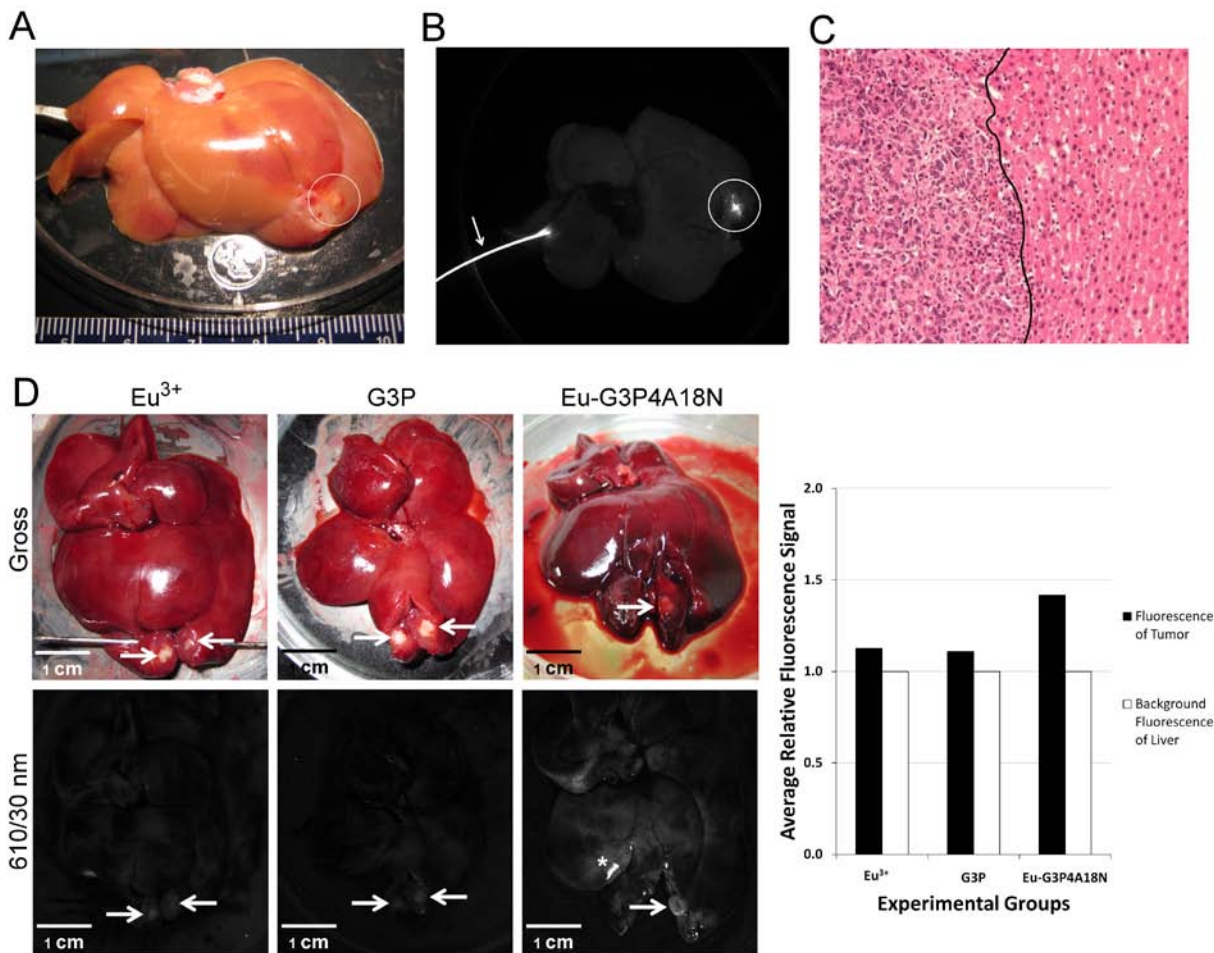 A
B
C
5 6 7 8 9 10
D
Eu3+
G3P
Eu-G3P4A18N
Gross
1 cm
1 cm
1 cm
610/30 nm
*
1 cm
1 cm
1 cm
Average Relative Fluorescence Signal
2.0
1.5
1.0
0.5
0.0
Eu3+
G3P
Eu-G3P4A18N
Experimental Groups
Fluorescence
of Tumor
Background
Fluorescence
of Liver